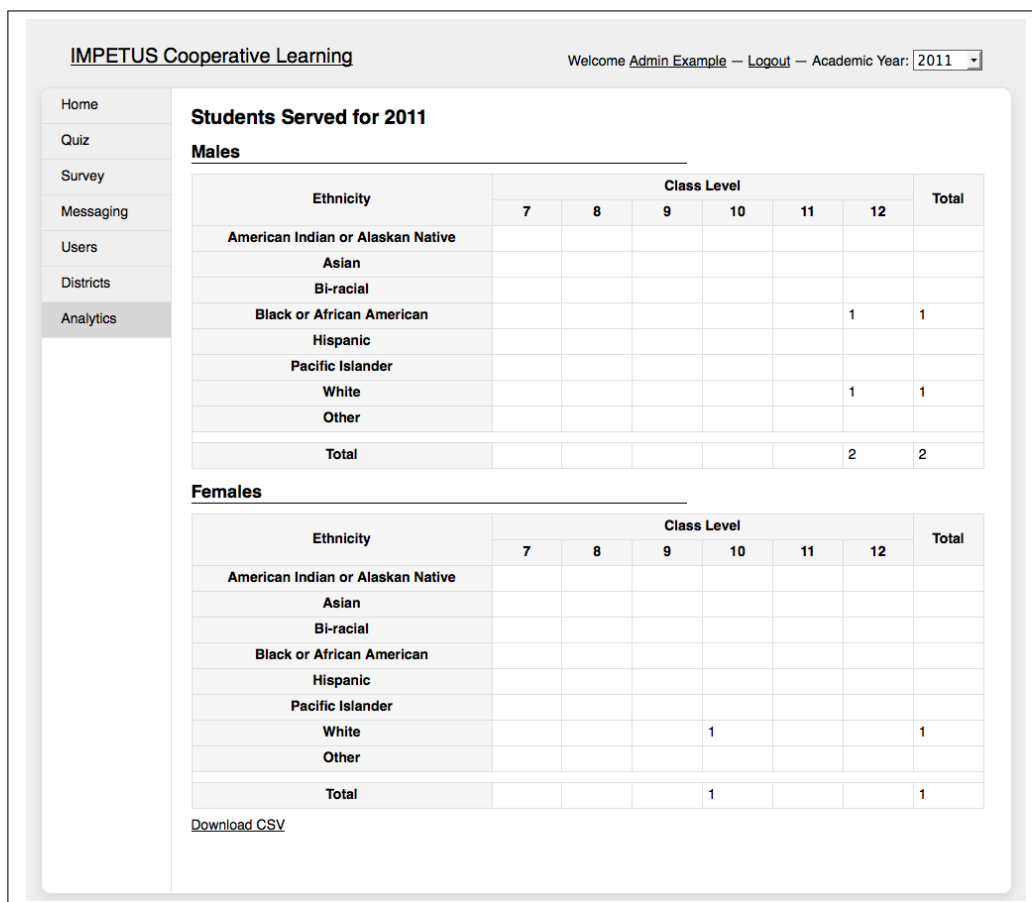 IMPETUS Cooperative Learning
Welcome Admin Example — Logout — Academic Year: 2011
Home
Quiz
Survey
Messaging
Users
Districts
Analytics
Students Served for 2011
Males
Ethnicity Class Level Total
7 8 9 10 11 12
American Indian or Alaskan Native
Asian
Bi-racial
Black or African American 1 1
Hispanic
Pacific Islander
White 1 1
Other
Total 2 2
Females
Ethnicity Class Level Total
7 8 9 10 11 12
American Indian or Alaskan Native
Asian
Bi-racial
Black or African American
Hispanic
Pacific Islander
White 1 1
Other
Total 1 1
Download CSV